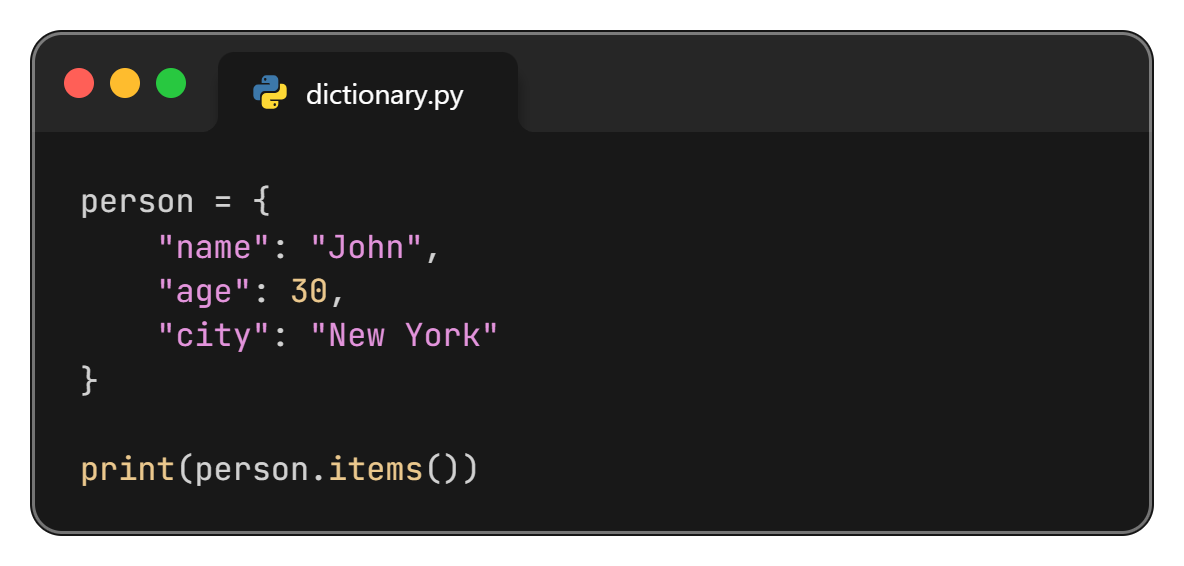 dictionary.py
person = {
    "name": "John",
    "age": 30,
    "city": "New York"
}
print(person.items())